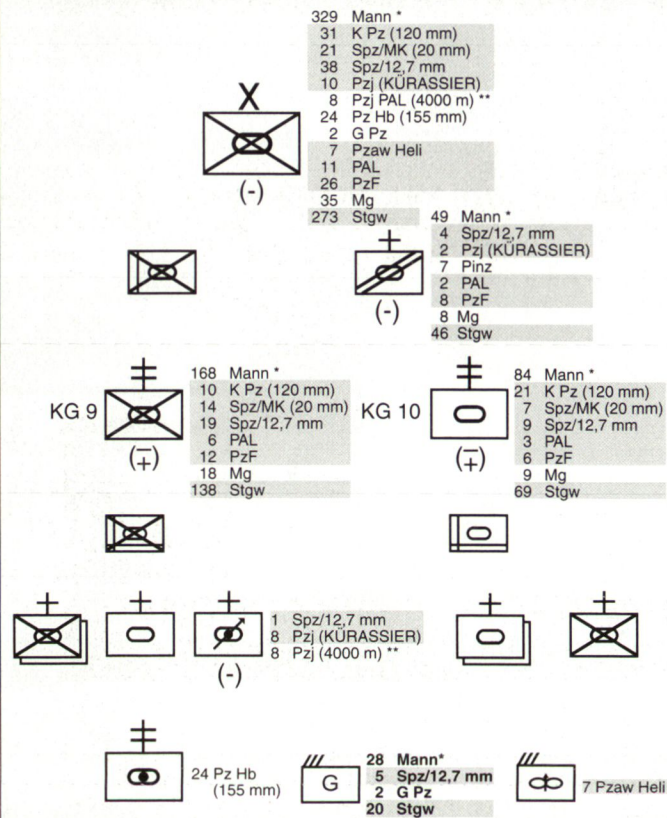 329 Mann *
31 K Pz (120 mm)
21 Spz/MK (20 mm)
38 Spz/12,7 mm
10 Pzj (KÜRASSIER)
8 Pzj PAL (4000 m) **
24 Pz Hb (155 mm)
2 G Pz
7 Pzaw Heli
11 PAL
26 PzF
35 Mg
273 Stgw
X
(-)
49 Mann *
4 Spz/12,7 mm
2 Pzj (KÜRASSIER)
7 Pinz
2 PAL
8 PzF
8 Mg
46 Stgw
(-)
KG 9
168 Mann *
10 K Pz (120 mm)
14 Spz/MK (20 mm)
19 Spz/12,7 mm
6 PAL
12 PzF
18 Mg
138 Stgw
(∓)
KG 10
84 Mann *
21 K Pz (120 mm)
7 Spz/MK (20 mm)
9 Spz/12,7 mm
3 PAL
6 PzF
9 Mg
69 Stgw
(∓)
1 Spz/12,7 mm
8 Pzj (KÜRASSIER)
8 Pzj (4000 m) **
(-)
24 Pz Hb
(155 mm)
G
28 Mann*
5 Spz/12,7 mm
2 G Pz
20 Stgw
7 Pzaw Heli